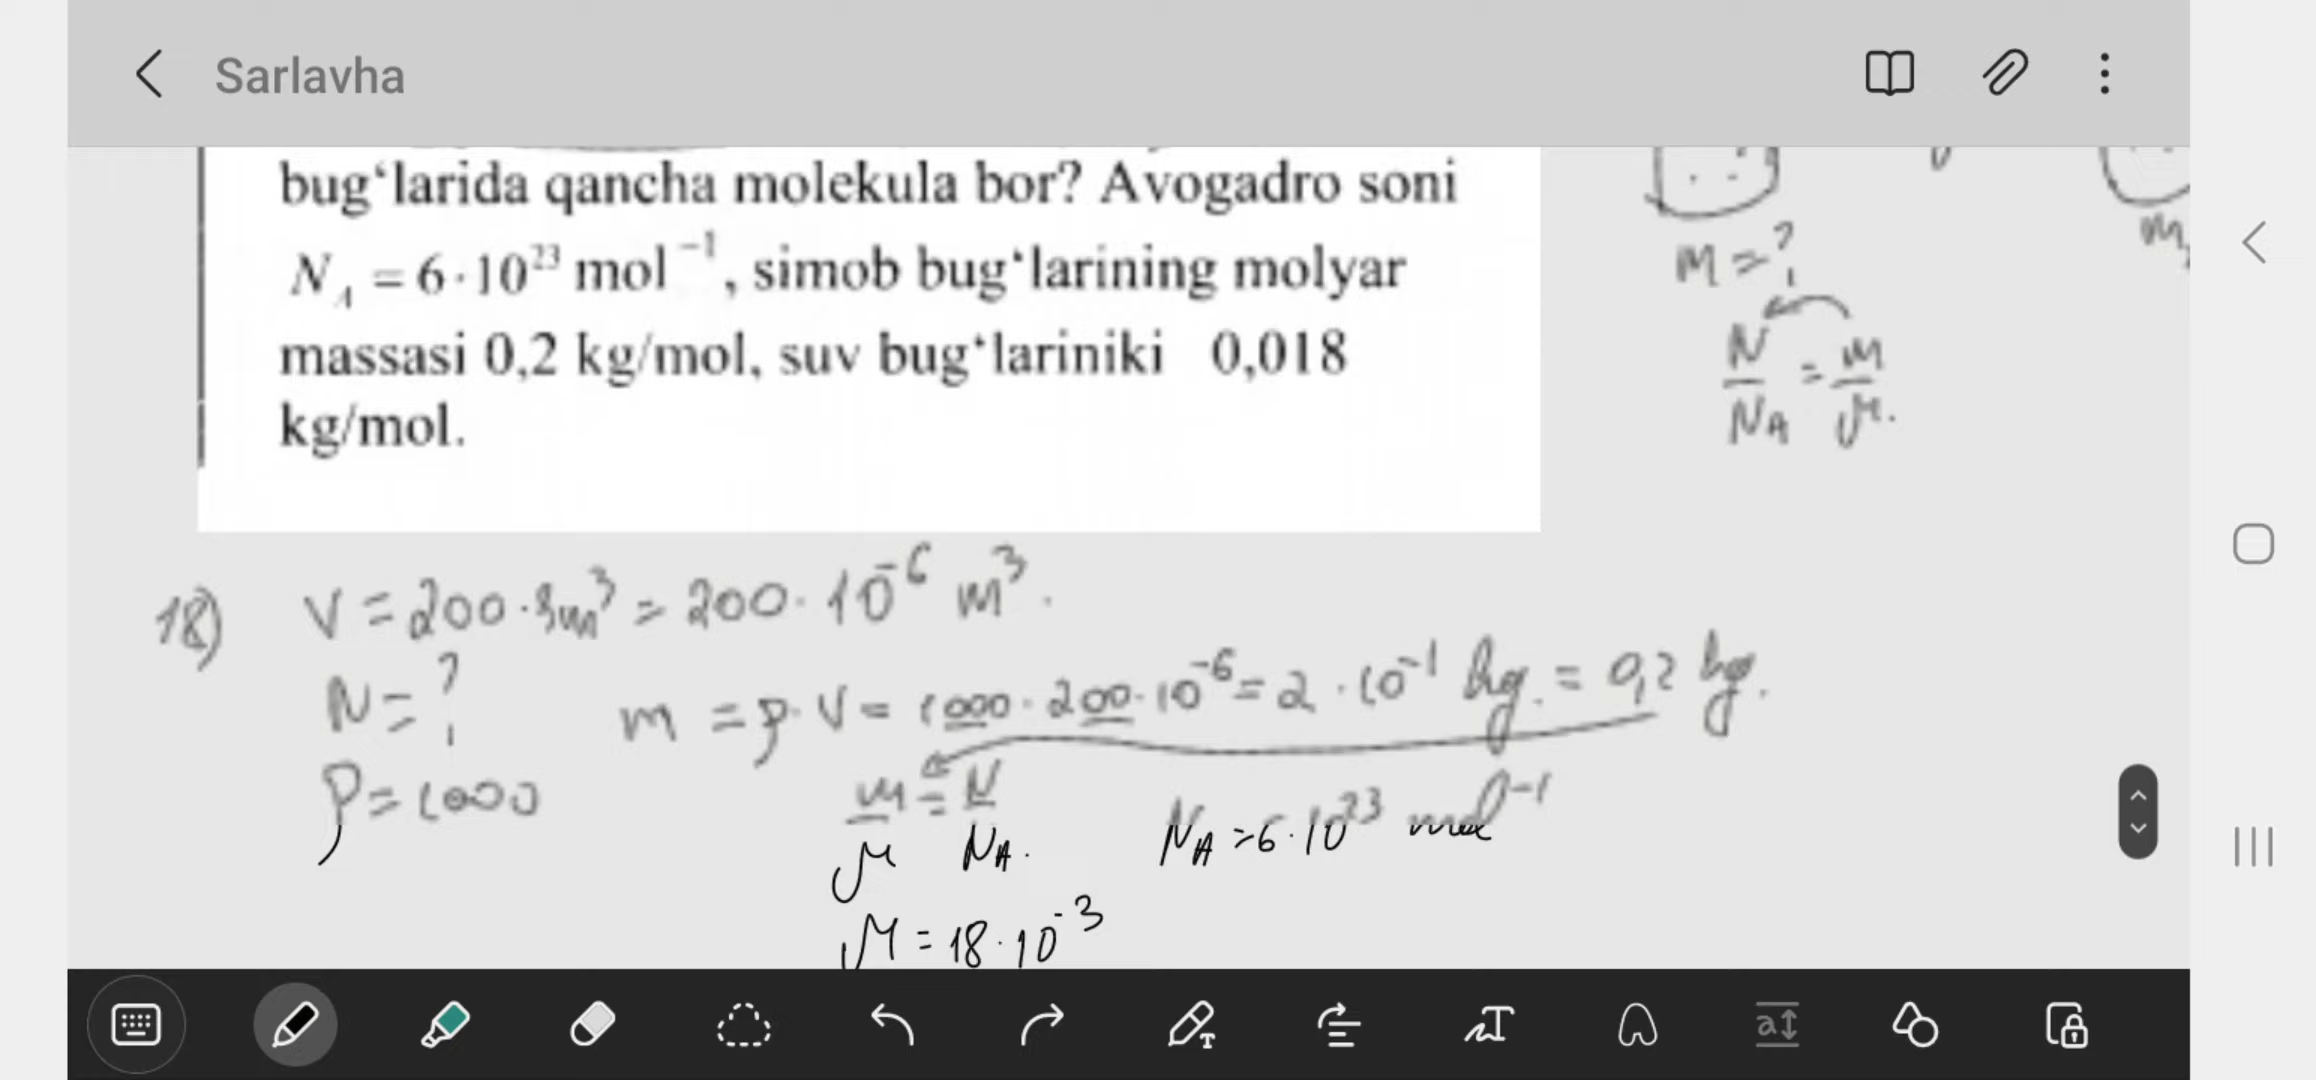 Sarlavha
bug‘larida qancha molekula bor? Avogadro soni
N_A = 6·10²³ mol⁻¹, simob bug‘larining molyar
massasi 0,2 kg/mol, suv bug‘lariniki 0,018
kg/mol.
m = ?
N/N_A = m/μ.
m
18) V = 200·sm³ = 200·10⁻⁶ m³.
N = ?
m = ρ·V = 1000·200·10⁻⁶ = 2·10⁻¹ kg. = 0,2 kg.
ρ = 1000
m/μ = N/N_A.
N_A = 6·10²³ mol⁻¹
μ = 18·10⁻³